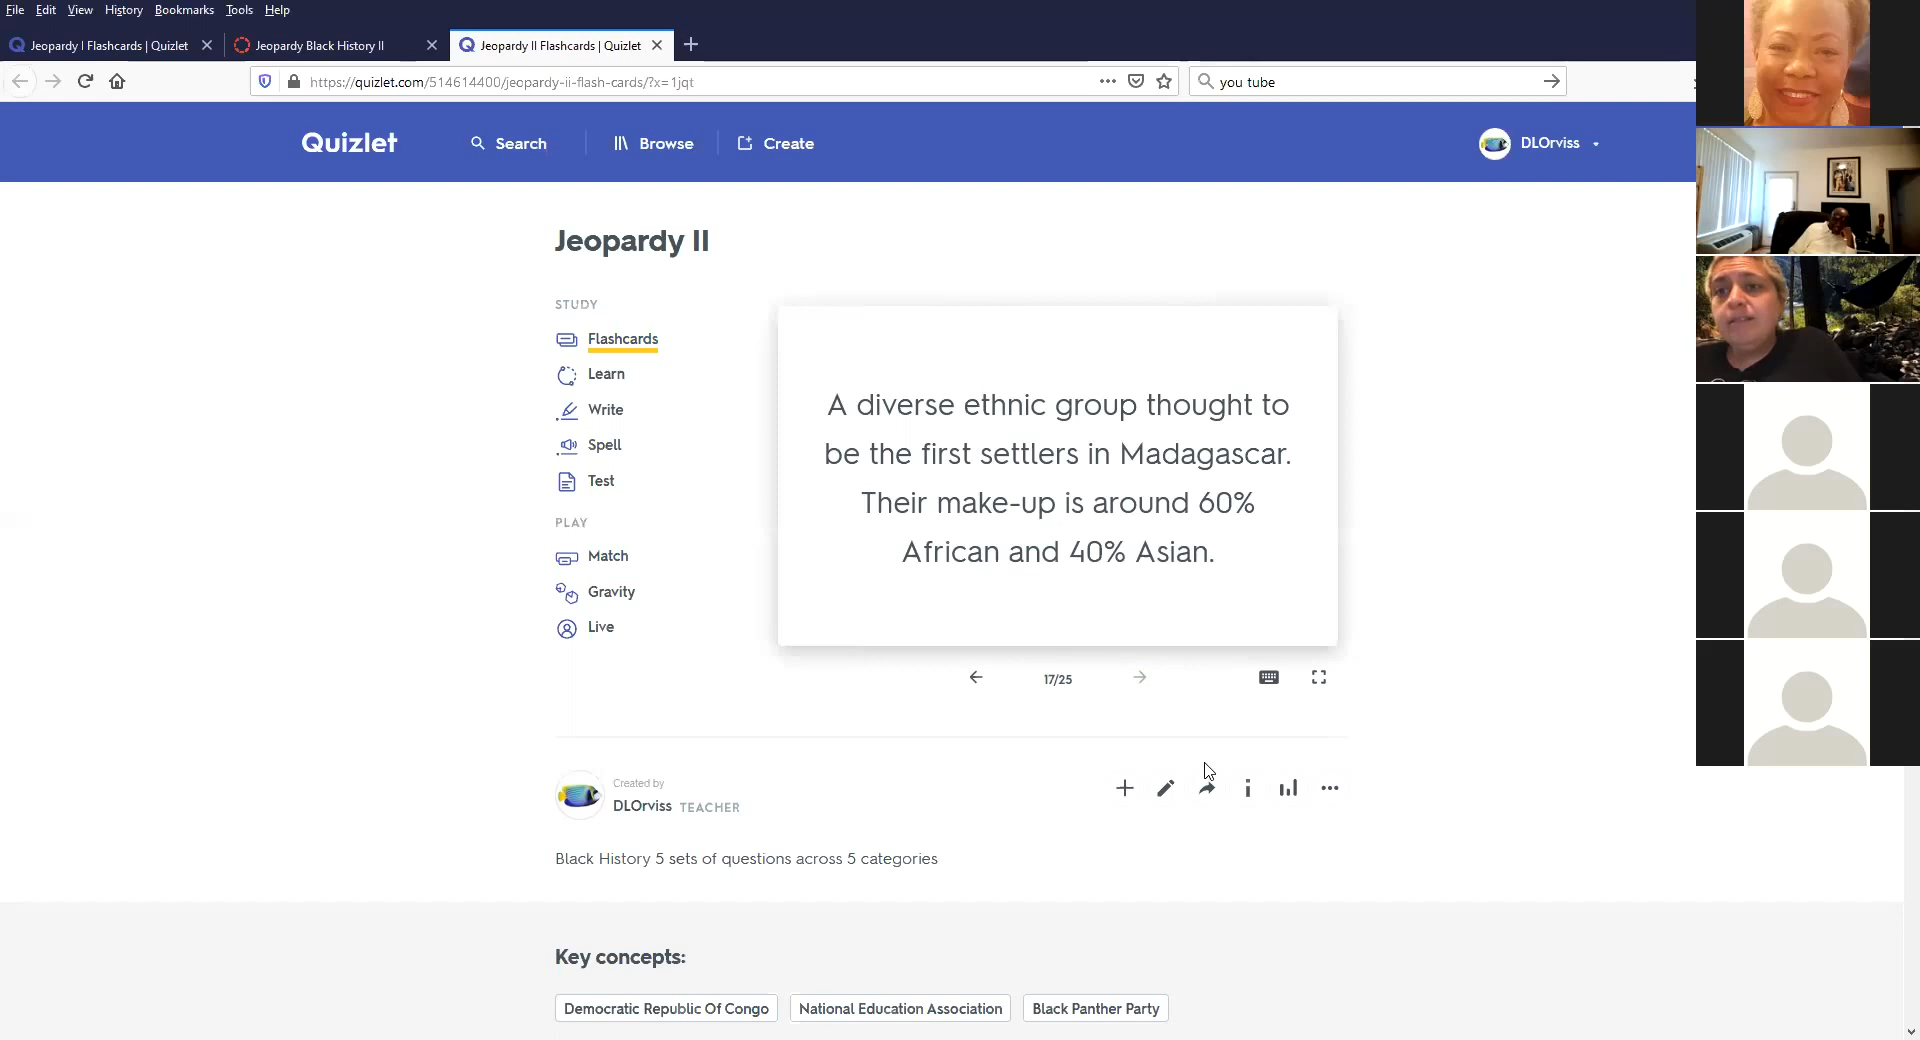 File Edit View History Bookmarks Tools Help
Jeopardy I Flashcards | Quizlet
Jeopardy Black History II
Jeopardy II Flashcards | Quizlet
https://quizlet.com/514614400/jeopardy-ii-flash-cards/?x=1jqt
you tube
Quizlet
Search
Browse
Create
DLOrviss
Jeopardy II
STUDY
Flashcards
Learn
Write
Spell
Test
PLAY
Match
Gravity
Live
A diverse ethnic group thought to
be the first settlers in Madagascar.
Their make-up is around 60%
African and 40% Asian.
17/25
Created by
DLOrviss TEACHER
Black History 5 sets of questions across 5 categories
Key concepts:
Democratic Republic Of Congo
National Education Association
Black Panther Party